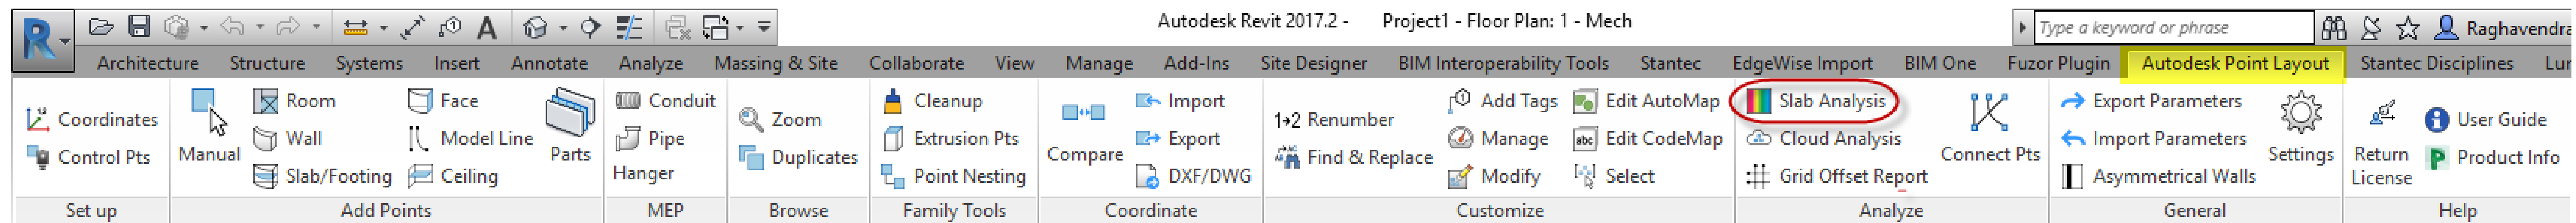 Autodesk Revit 2017.2 - Project1 - Floor Plan: 1 - Mech
Type a keyword or phrase
Raghavendra
Architecture Structure Systems Insert Annotate Analyze Massing & Site Collaborate View Manage Add-Ins Site Designer BIM Interoperability Tools Stantec EdgeWise Import BIM One Fuzor Plugin Autodesk Point Layout Stantec Disciplines
Coordinates
Control Pts
Set up
Manual
Room
Wall
Slab/Footing
Face
Model Line
Ceiling
Parts
Add Points
Conduit
Pipe
Hanger
MEP
Zoom
Duplicates
Browse
Cleanup
Extrusion Pts
Point Nesting
Family Tools
Compare
Import
Export
DXF/DWG
Coordinate
1→2 Renumber
Find & Replace
Add Tags
Manage
Modify
Edit AutoMap
abc Edit CodeMap
Select
Customize
Slab Analysis
Cloud Analysis
Grid Offset Report
Connect Pts
Analyze
Export Parameters
Import Parameters
Asymmetrical Walls
Settings
General
Return
License
User Guide
Product Info
Help